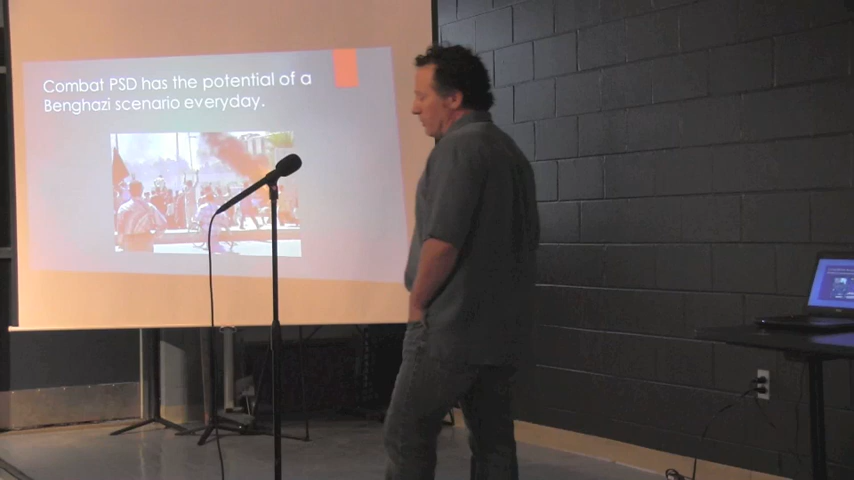 Combat PSD has the potential of a
Benghazi scenario everyday.